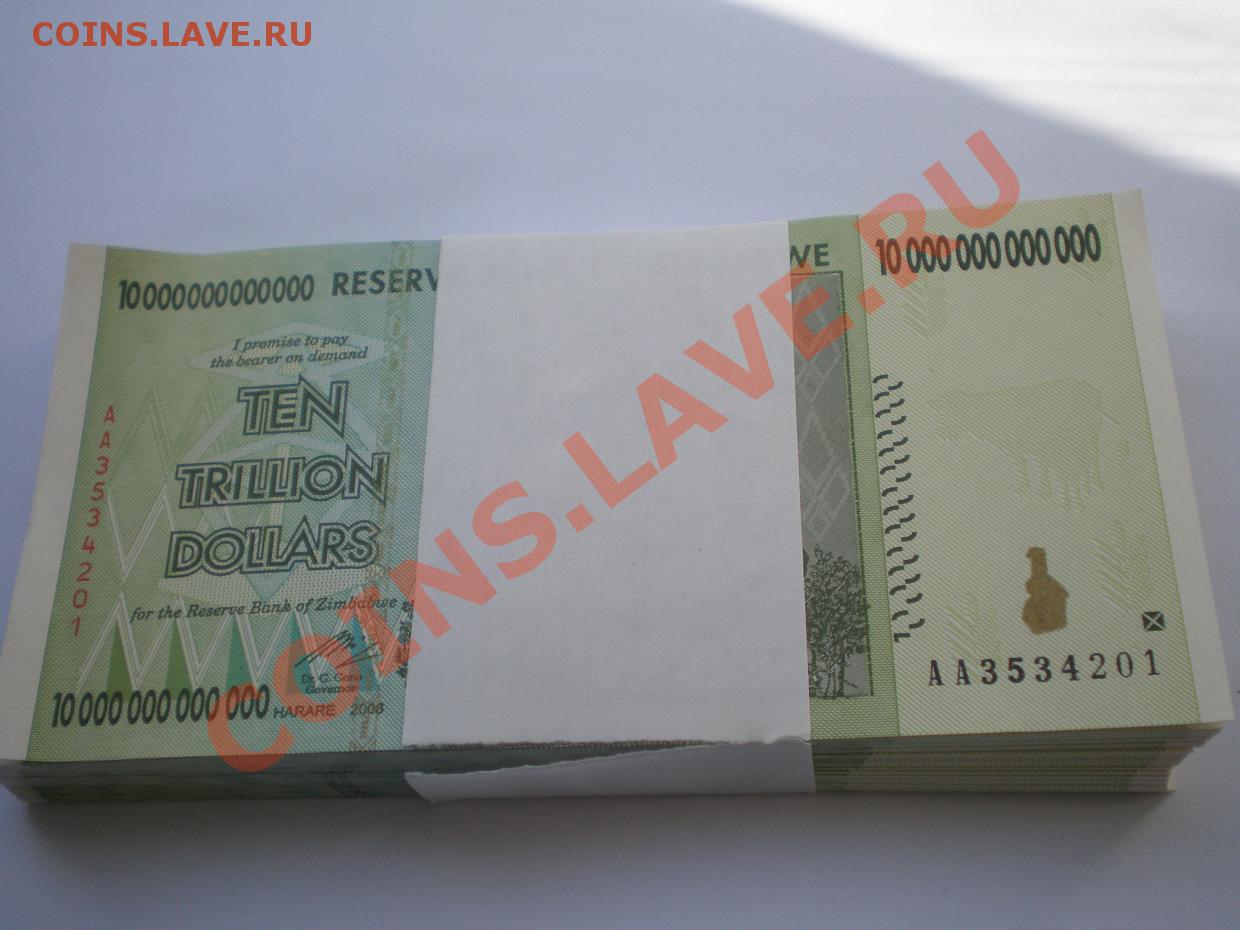 COINS.LAVE.RU
10000000000000 RESERV
WE
10 000 000 000 000
I promise to pay
the bearer on demand
TEN
TRILLION
DOLLARS
AA3534201
for the Reserve Bank of Zimbabwe
Dr. G. Gono
Governor
10 000 000 000 000 HARARE 2008
AA3534201
COINS.LAVE.RU